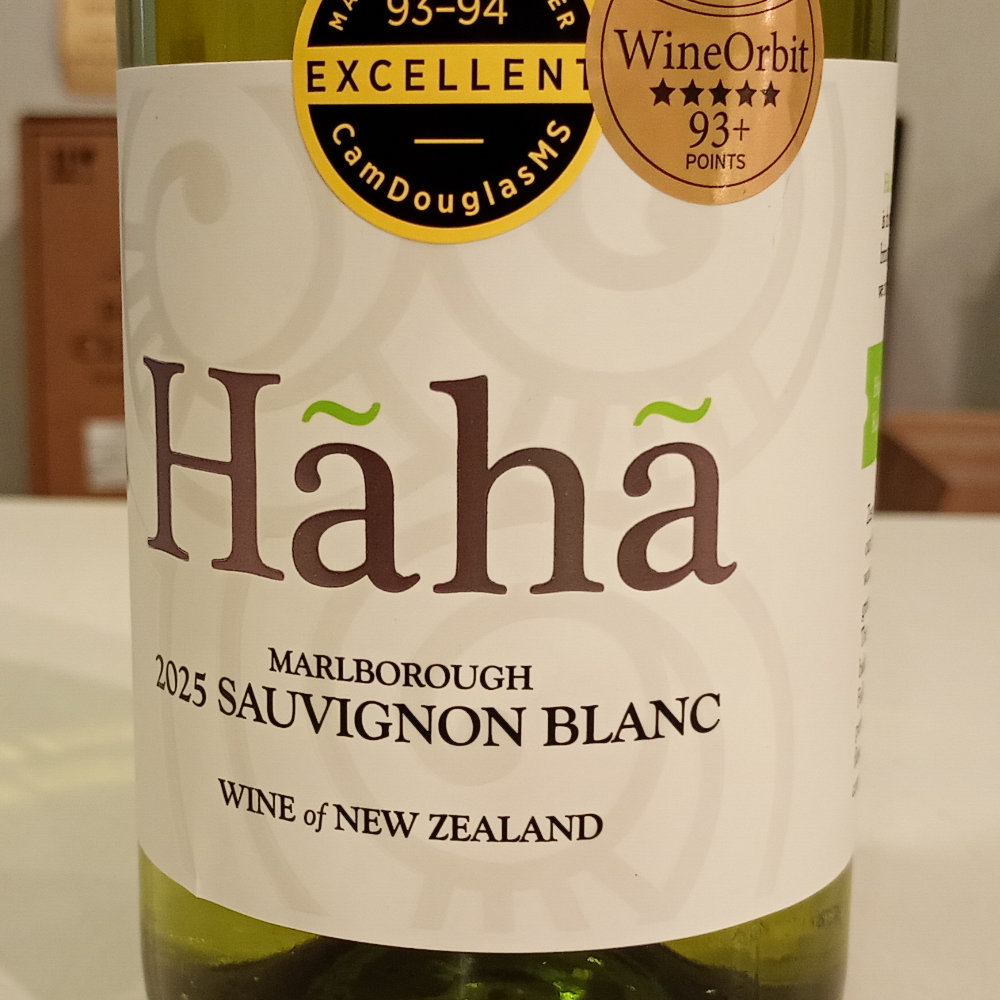 93–94
EXCELLENT
CamDouglasMS
WineOrbit
★★★★★
93+
POINTS
Hãhã
MARLBOROUGH
2025 SAUVIGNON BLANC
WINE of NEW ZEALAND